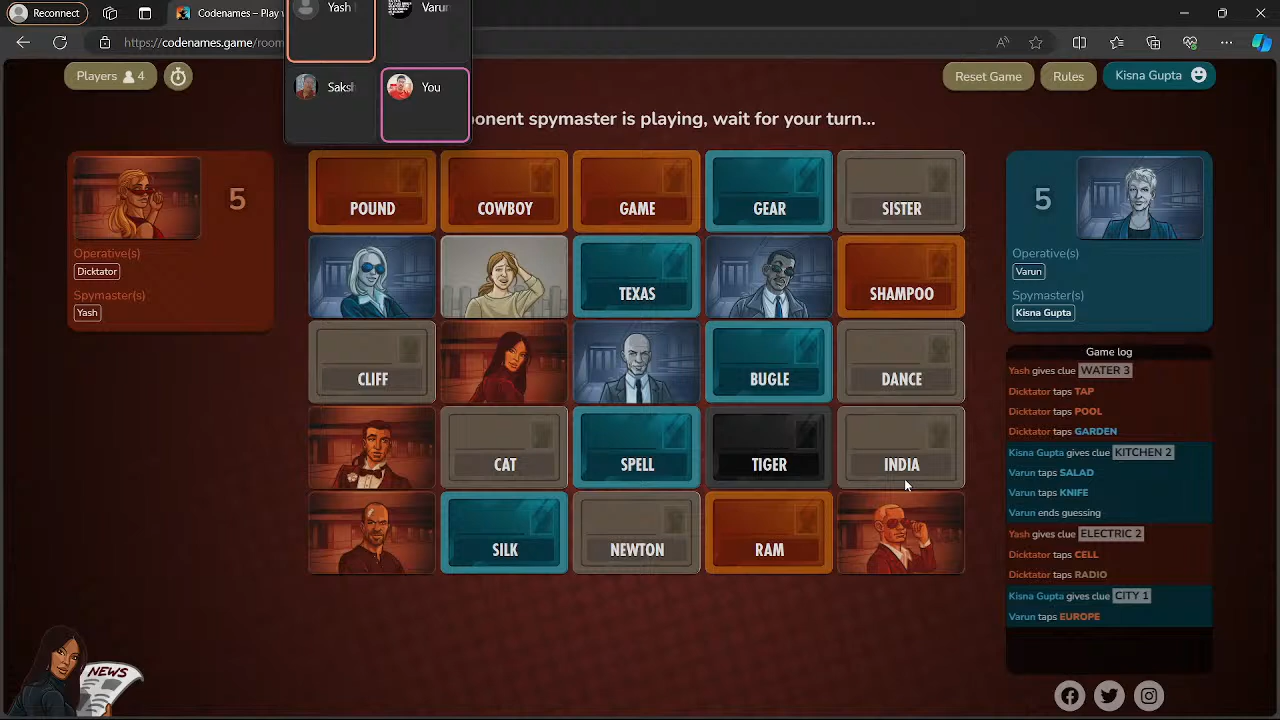 Reconnect
Codenames - Play
https://codenames.game/room
Yash
Varun
Saksh
You
Players 4
Reset Game
Rules
Kisna Gupta
ponent spymaster is playing, wait for your turn...
5
Operative(s)
Dicktator
Spymaster(s)
Yash
POUND
COWBOY
GAME
GEAR
SISTER
TEXAS
SHAMPOO
CLIFF
BUGLE
DANCE
CAT
SPELL
TIGER
INDIA
SILK
NEWTON
RAM
5
Operative(s)
Varun
Spymaster(s)
Kisna Gupta
Game log
Yash gives clue WATER 3
Dicktator taps TAP
Dicktator taps POOL
Dicktator taps GARDEN
Kisna Gupta gives clue KITCHEN 2
Varun taps SALAD
Varun taps KNIFE
Varun ends guessing
Yash gives clue ELECTRIC 2
Dicktator taps CELL
Dicktator taps RADIO
Kisna Gupta gives clue CITY 1
Varun taps EUROPE
NEWS